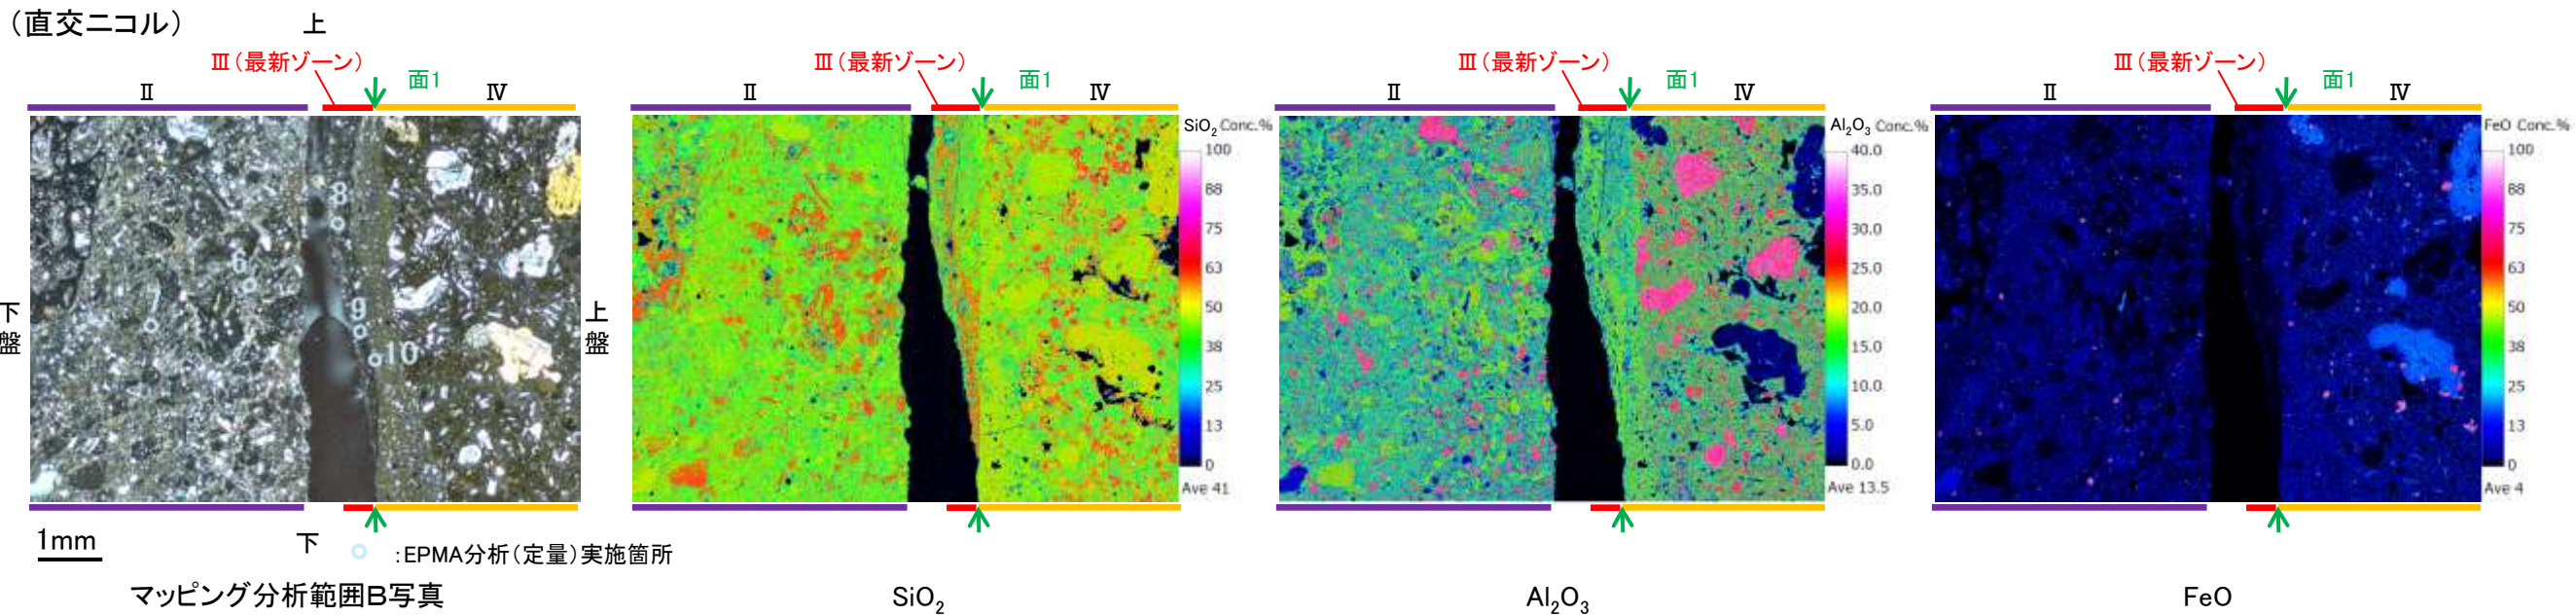 (直交ニコル)
上
Ⅲ(最新ゾーン)
面1
Ⅱ
Ⅳ
下盤
上盤
6
8
9
10
1mm
下
:EPMA分析(定量)実施箇所
マッピング分析範囲B写真
Ⅲ(最新ゾーン)
面1
Ⅱ
Ⅳ
SiO₂ Conc.%
100
88
75
63
50
38
25
13
0
Ave 41
SiO₂
Ⅲ(最新ゾーン)
面1
Ⅱ
Ⅳ
Al₂O₃ Conc.%
40.0
35.0
30.0
25.0
20.0
15.0
10.0
5.0
0.0
Ave 13.5
Al₂O₃
Ⅲ(最新ゾーン)
面1
Ⅱ
Ⅳ
FeO Conc.%
100
88
75
63
50
38
25
13
0
Ave 4
FeO